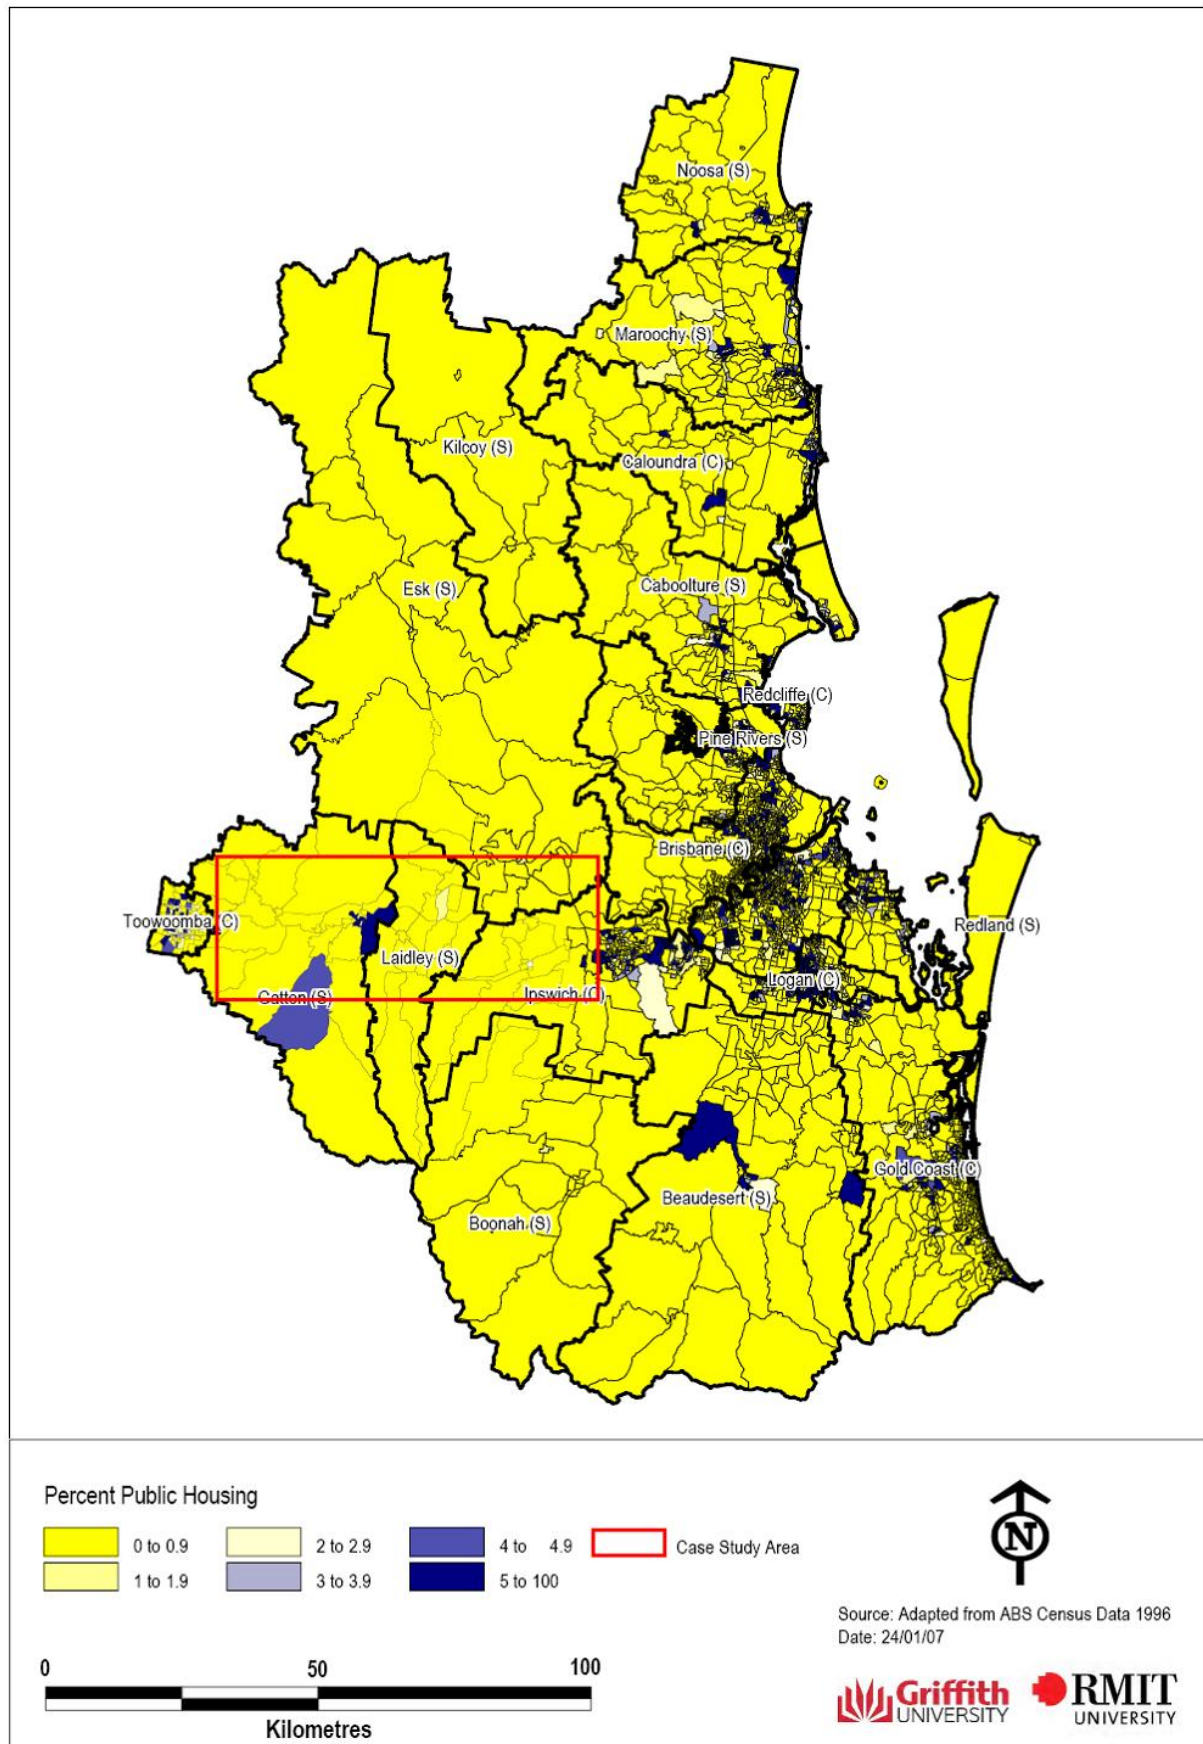 Noosa (S)
Maroochy (S)
Kilcoy (S)
Caloundra (C)
Esk (S)
Caboolture (S)
Redcliffe (C)
Pine Rivers (S)
Brisbane (C)
Toowoomba (C)
Redland (S)
Laidley (S)
Logan (C)
Gatton (S)
Ipswich (C)
Gold Coast (C)
Beaudesert (S)
Boonah (S)
Percent Public Housing
0 to 0.9
2 to 2.9
4 to 4.9
Case Study Area
1 to 1.9
3 to 3.9
5 to 100
N
Source: Adapted from ABS Census Data 1996
Date: 24/01/07
0 50 100
Kilometres
Griffith
UNIVERSITY
RMIT
UNIVERSITY